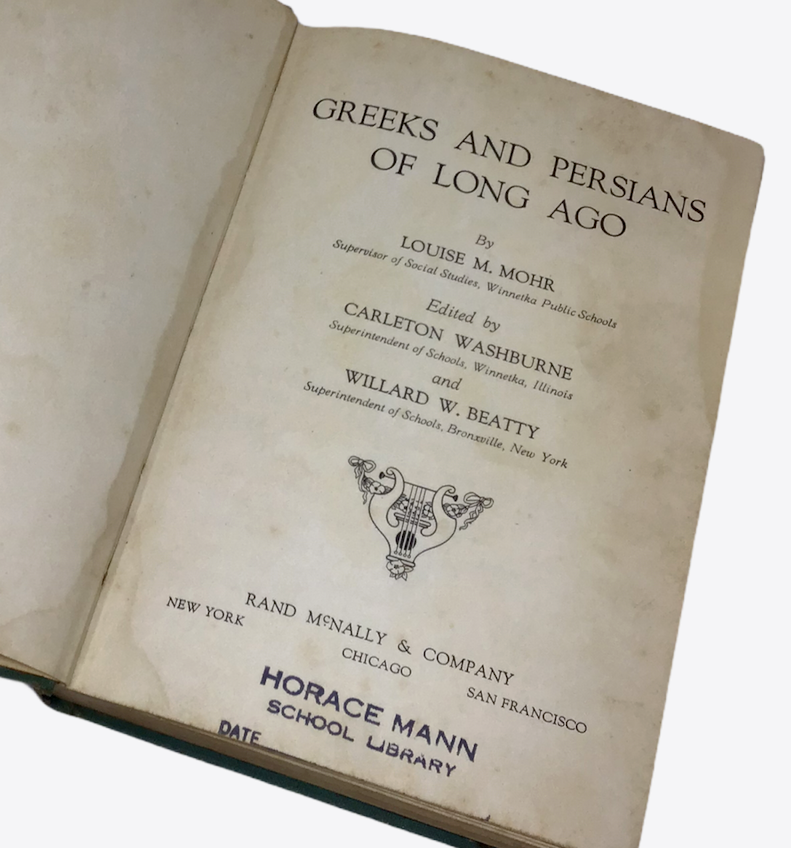 GREEKS AND PERSIANS
OF LONG AGO
By
LOUISE M. MOHR
Supervisor of Social Studies, Winnetka Public Schools
Edited by
CARLETON WASHBURNE
Superintendent of Schools, Winnetka, Illinois
and
WILLARD W. BEATTY
Superintendent of Schools, Bronxville, New York
RAND McNALLY & COMPANY
NEW YORK CHICAGO SAN FRANCISCO
HORACE MANN
SCHOOL LIBRARY
DATE